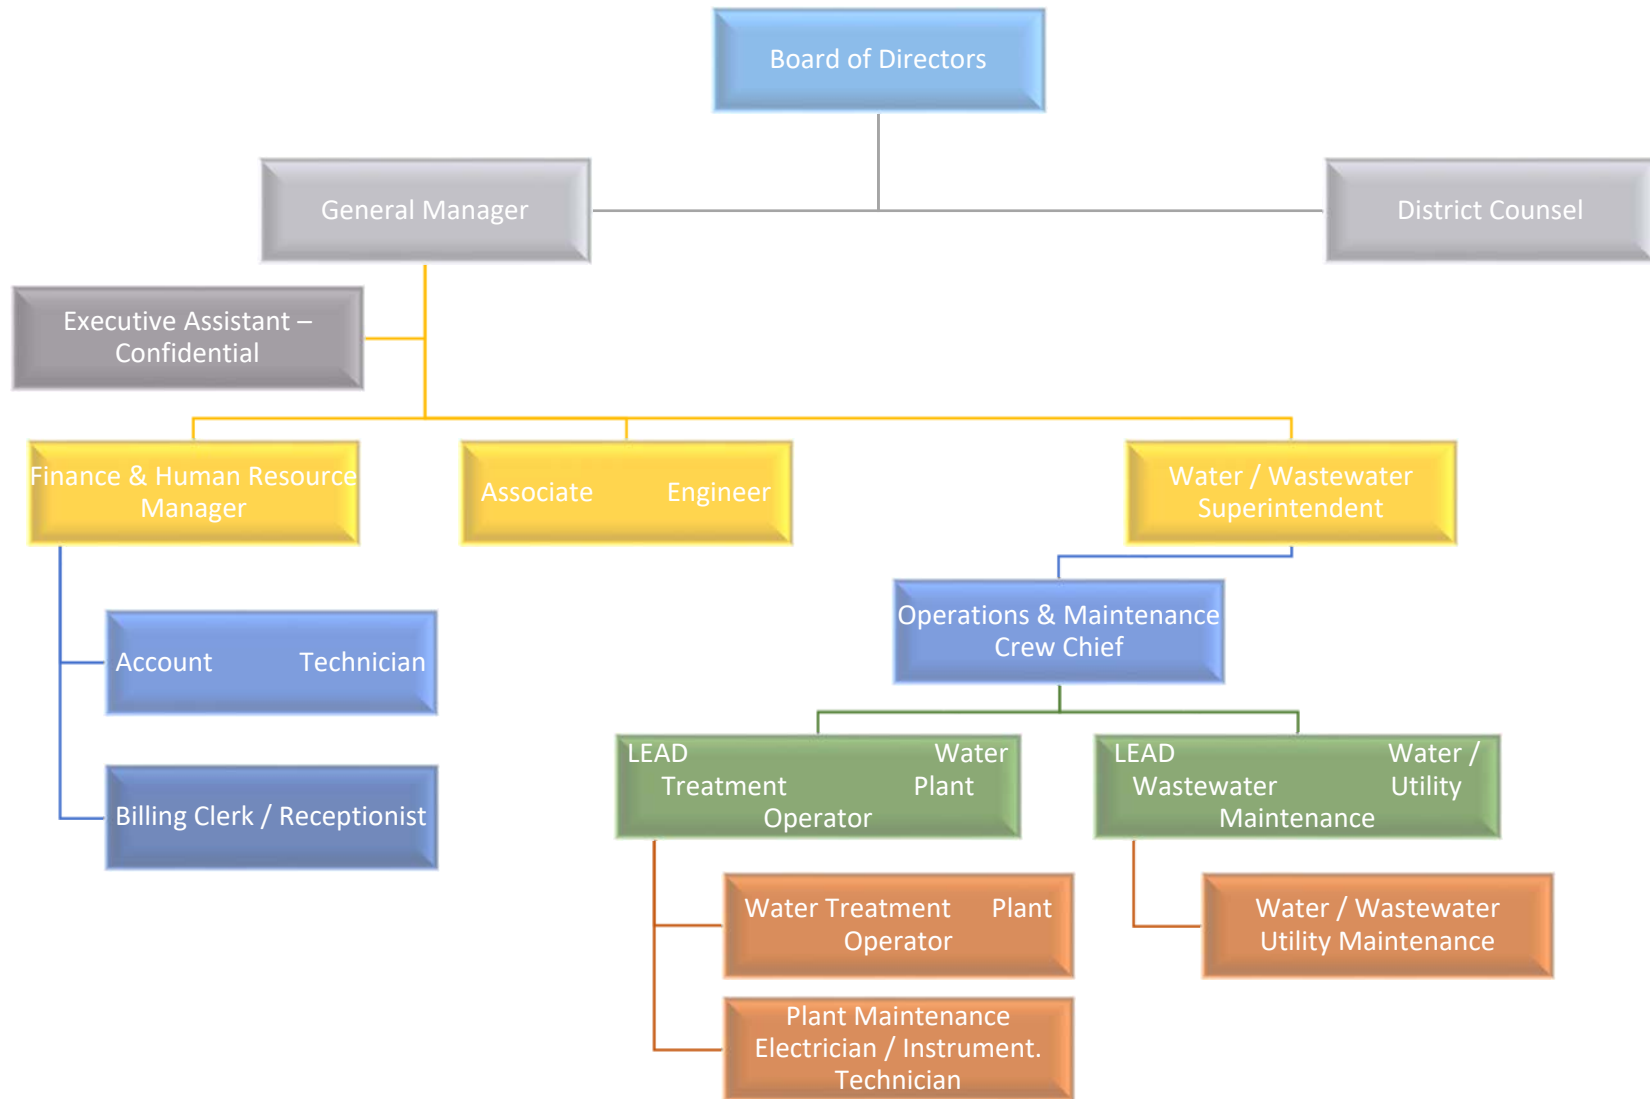 Board of Directors
General Manager
District Counsel
Executive Assistant –
Confidential
Finance & Human Resource
Manager
Associate Engineer
Water / Wastewater
Superintendent
Operations & Maintenance
Crew Chief
Account Technician
Billing Clerk / Receptionist
LEAD Water
Treatment Plant
Operator
LEAD Water /
Wastewater Utility
Maintenance
Water Treatment Plant
Operator
Water / Wastewater
Utility Maintenance
Plant Maintenance
Electrician / Instrument.
Technician